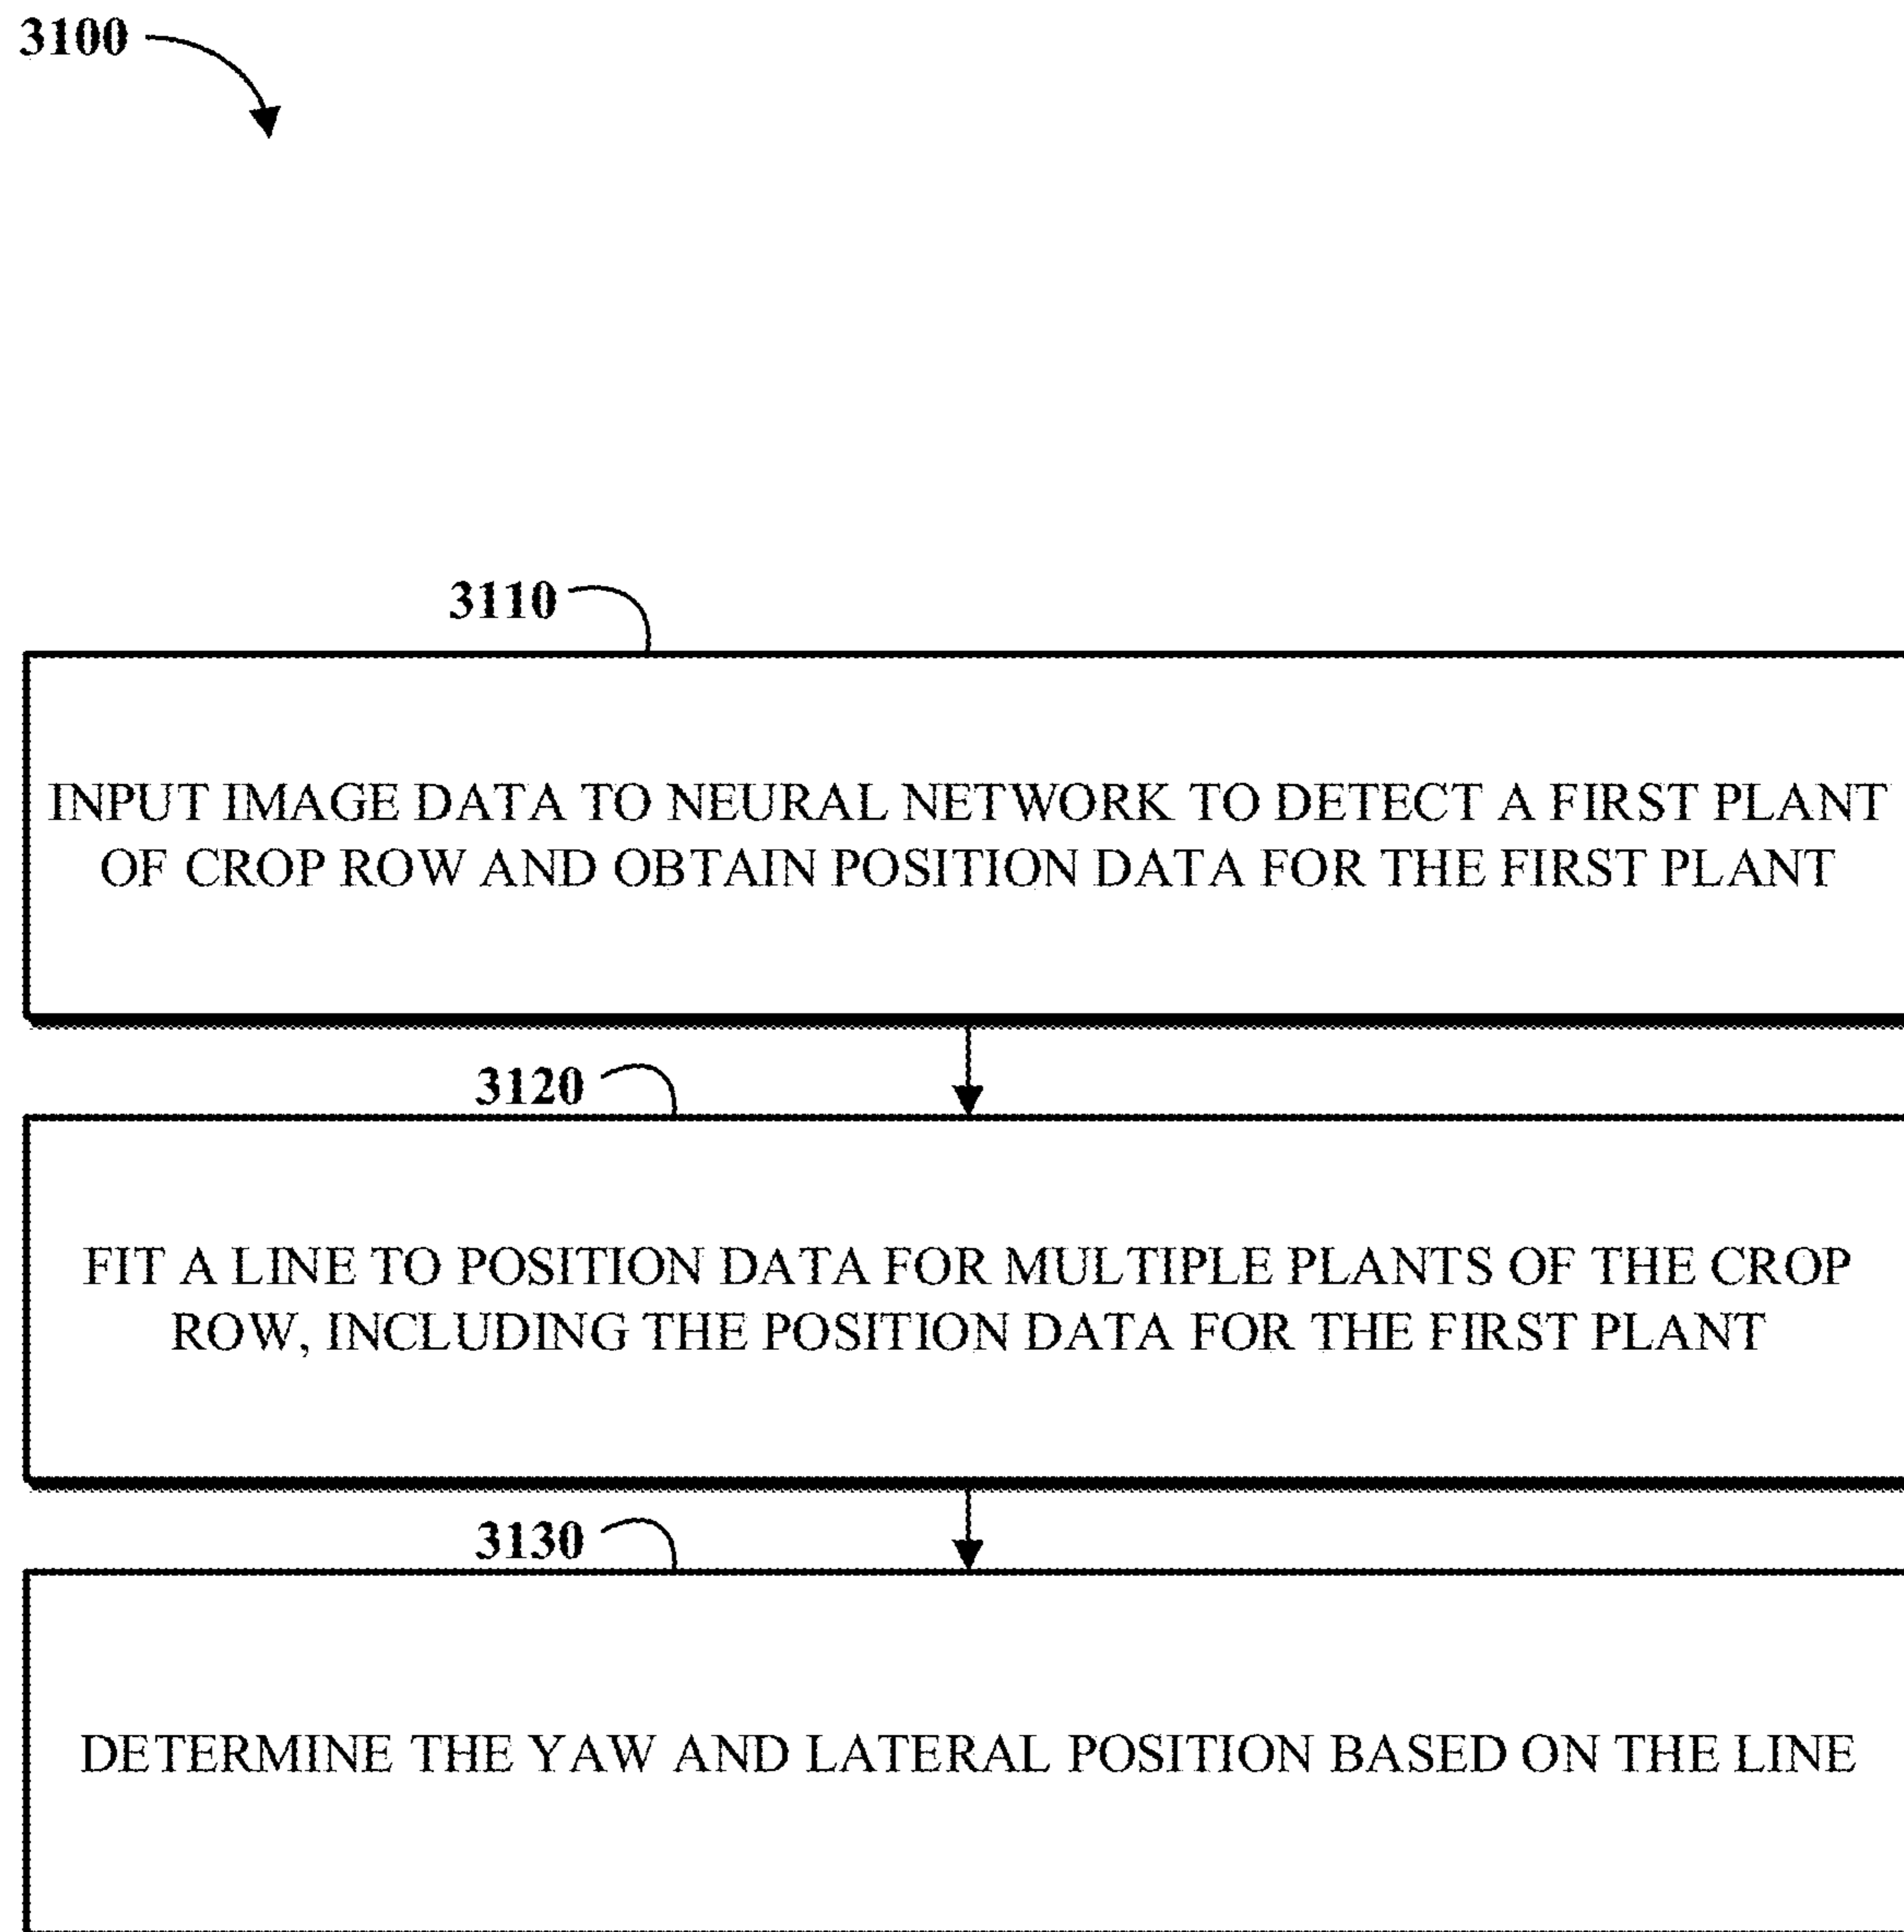 3100
3110
INPUT IMAGE DATA TO NEURAL NETWORK TO DETECT A FIRST PLANT
OF CROP ROW AND OBTAIN POSITION DATA FOR THE FIRST PLANT
3120
FIT A LINE TO POSITION DATA FOR MULTIPLE PLANTS OF THE CROP
ROW, INCLUDING THE POSITION DATA FOR THE FIRST PLANT
3130
DETERMINE THE YAW AND LATERAL POSITION BASED ON THE LINE